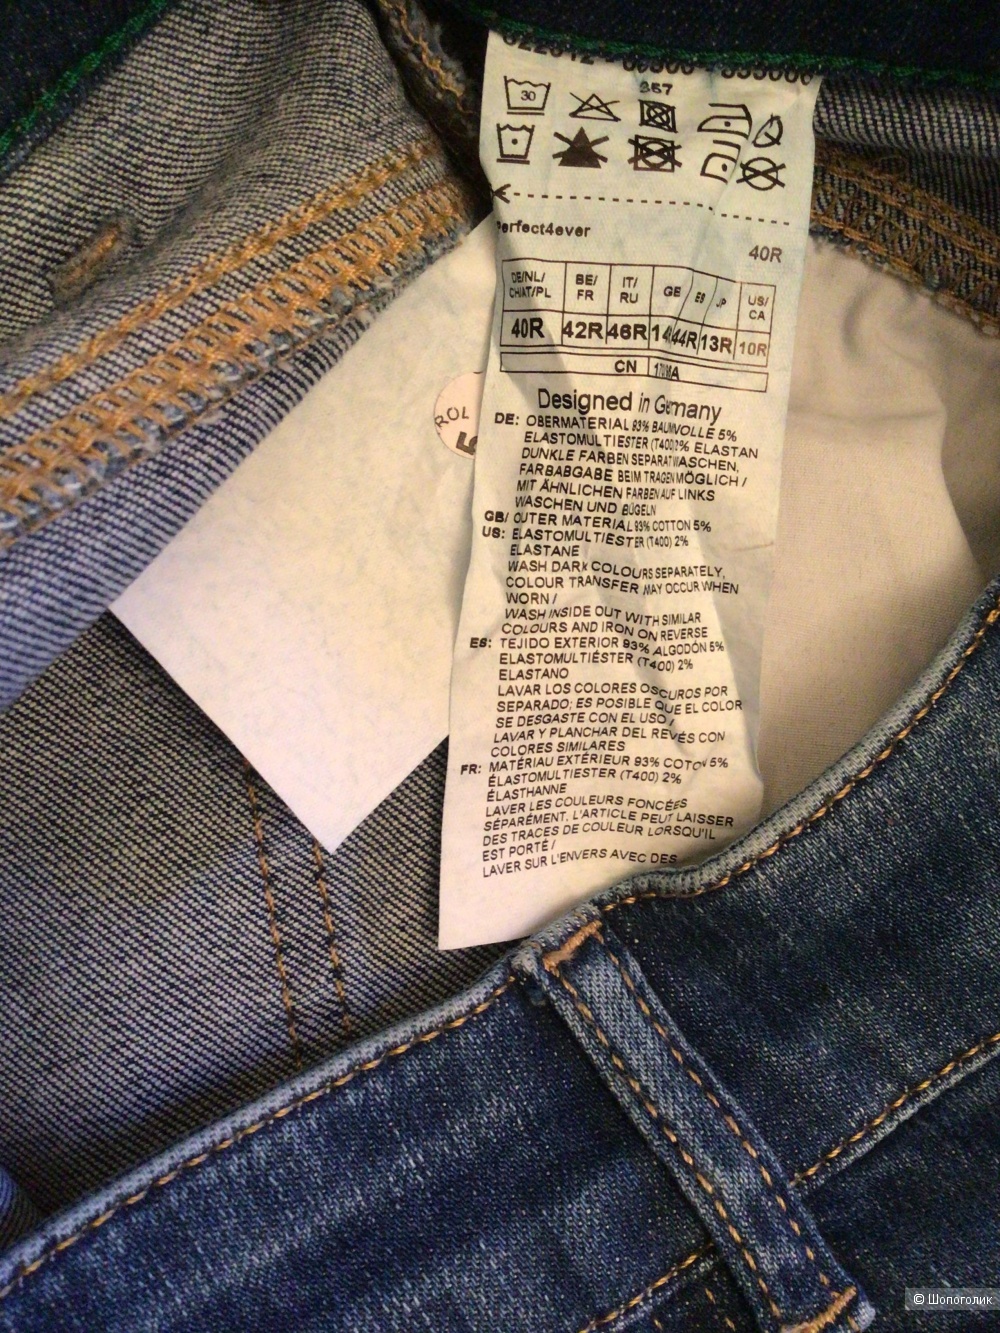 357
30
40R
DE/NL/ BE/ IT/ GE ES JP US/
CH/AT/PL FR RU CA
40R 42R 46R 44R 13R 10R
CN
Designed in Germany
DE: OBERMATERIAL 93% BAUMVOLLE 5%
ELASTOMULTIESTER (T400) 2% ELASTAN
DUNKLE FARBEN SEPARAT WASCHEN,
FARBABGABE BEIM TRAGEN MÖGLICH /
MIT ÄHNLICHEN FARBEN AUF LINKS
WASCHEN UND BÜGELN
GB/ OUTER MATERIAL 93% COTTON 5%
US: ELASTOMULTIESTER (T400) 2%
ELASTANE
WASH DARK COLOURS SEPARATELY,
COLOUR TRANSFER MAY OCCUR WHEN
WORN /
WASH INSIDE OUT WITH SIMILAR
COLOURS AND IRON ON REVERSE
ES: TEJIDO EXTERIOR 93% ALGODÓN 5%
ELASTOMULTIÉSTER (T400) 2%
ELASTANO
LAVAR LOS COLORES OSCUROS POR
SEPARADO; ES POSIBLE QUE EL COLOR
SE DESGASTE CON EL USO /
LAVAR Y PLANCHAR DEL REVÉS CON
COLORES SIMILARES
FR: MATÉRIAU EXTÉRIEUR 93% COTON 5%
ÉLASTOMULTIESTER (T400) 2%
ÉLASTHANNE
LAVER LES COULEURS FONCÉES
SÉPARÉMENT. L'ARTICLE PEUT LAISSER
DES TRACES DE COULEUR LORSQU'IL
EST PORTÉ /
LAVER SUR L'ENVERS AVEC DES
ROL
© Шопоголик